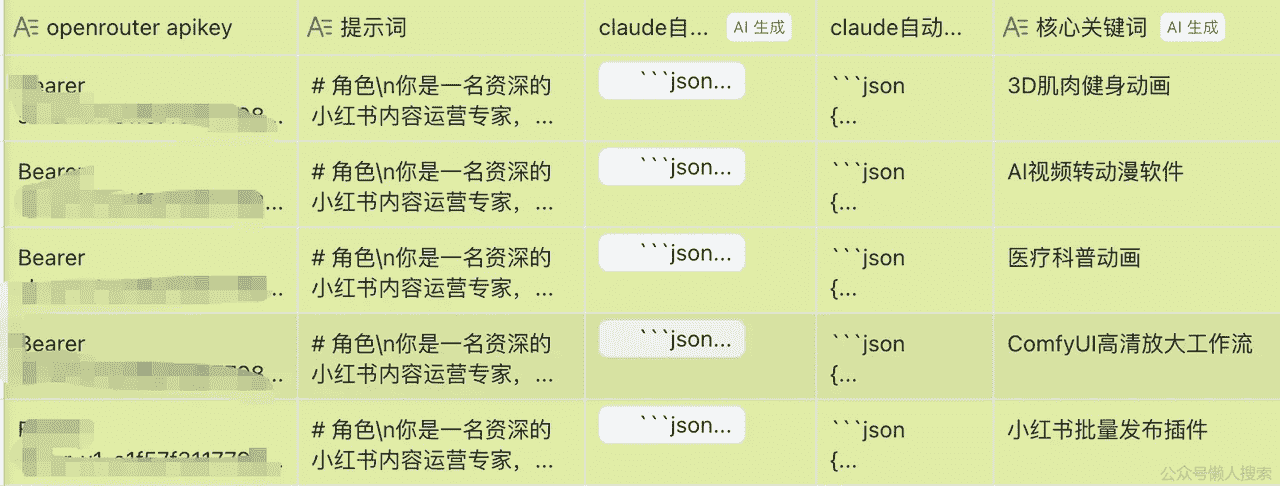 openrouter apikey 提示词 claude自... AI 生成 claude自动... 核心关键词 AI 生成
Bearer # 角色\n你是一名资深的 ```json... ```json 3D肌肉健身动画
小红书内容运营专家，... {...
Bearer # 角色\n你是一名资深的 ```json... ```json AI视频转动漫软件
... 小红书内容运营专家，... {...
Bearer # 角色\n你是一名资深的 ```json... ```json 医疗科普动画
小红书内容运营专家，... {...
Bearer # 角色\n你是一名资深的 ```json... ```json ComfyUI高清放大工作流
小红书内容运营专家，... {...
# 角色\n你是一名资深的 ```json... ```json 小红书批量发布插件
小红书内容运营专家，... {...
公众号懒人搜索